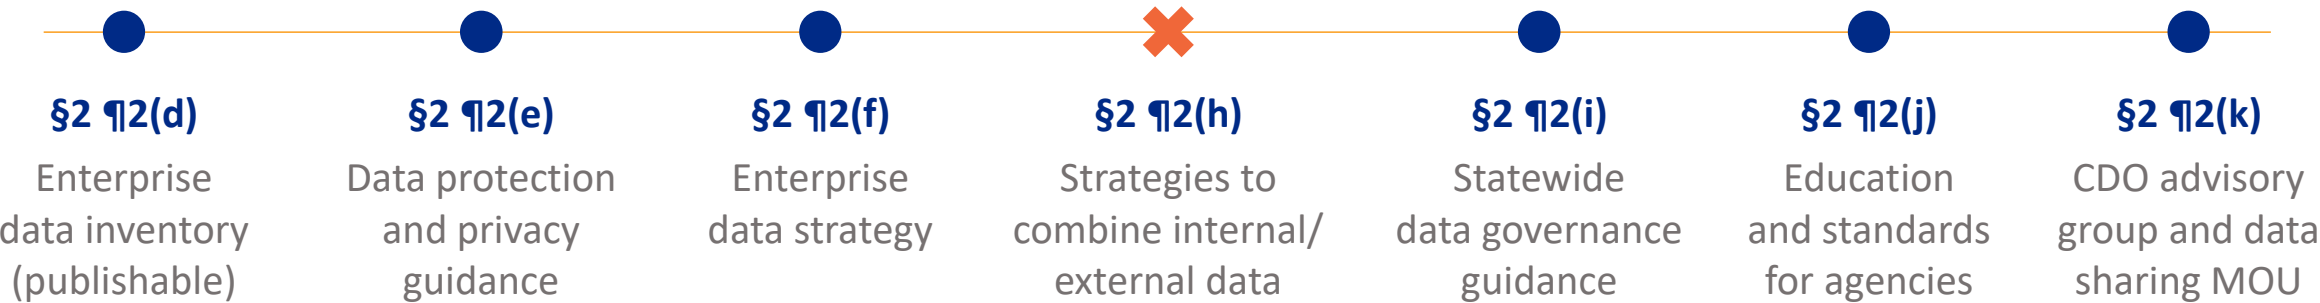 §2 ¶2(d)
Enterprise
data inventory
(publishable)
§2 ¶2(e)
Data protection
and privacy
guidance
§2 ¶2(f)
Enterprise
data strategy
§2 ¶2(h)
Strategies to
combine internal/
external data
§2 ¶2(i)
Statewide
data governance
guidance
§2 ¶2(j)
Education
and standards
for agencies
§2 ¶2(k)
CDO advisory
group and data
sharing MOU